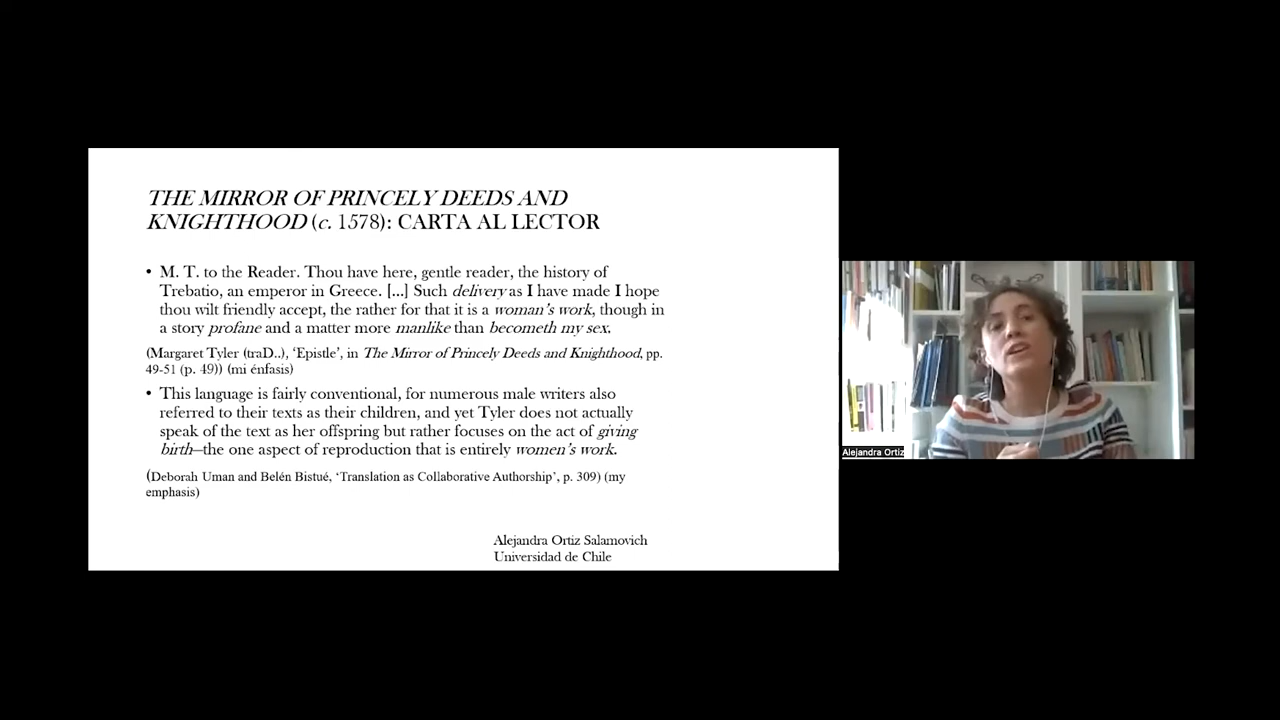 THE MIRROR OF PRINCELY DEEDS AND
KNIGHTHOOD (c. 1578): CARTA AL LECTOR
• M. T. to the Reader. Thou have here, gentle reader, the history of
Trebatio, an emperor in Greece. [...] Such delivery as I have made I hope
thou wilt friendly accept, the rather for that it is a woman's work, though in
a story profane and a matter more manlike than becometh my sex.
(Margaret Tyler (traD..), 'Epistle', in The Mirror of Princely Deeds and Knighthood, pp.
49-51 (p. 49)) (mi énfasis)
• This language is fairly conventional, for numerous male writers also
referred to their texts as their children, and yet Tyler does not actually
speak of the text as her offspring but rather focuses on the act of giving
birth—the one aspect of reproduction that is entirely women's work.
(Deborah Uman and Belén Bistué, 'Translation as Collaborative Authorship', p. 309) (my
emphasis)
Alejandra Ortiz Salamovich
Universidad de Chile
Alejandra Ortiz